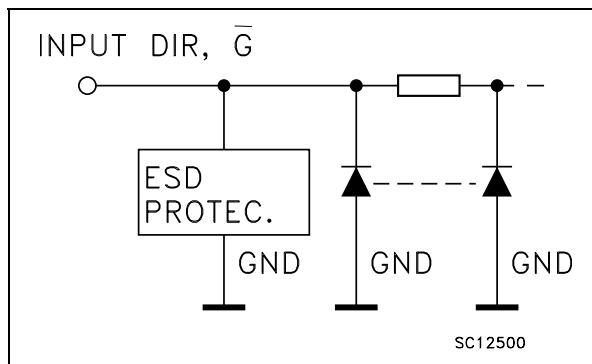 INPUT DIR, G̅
ESD
PROTEC.
GND
GND
GND
SC12500